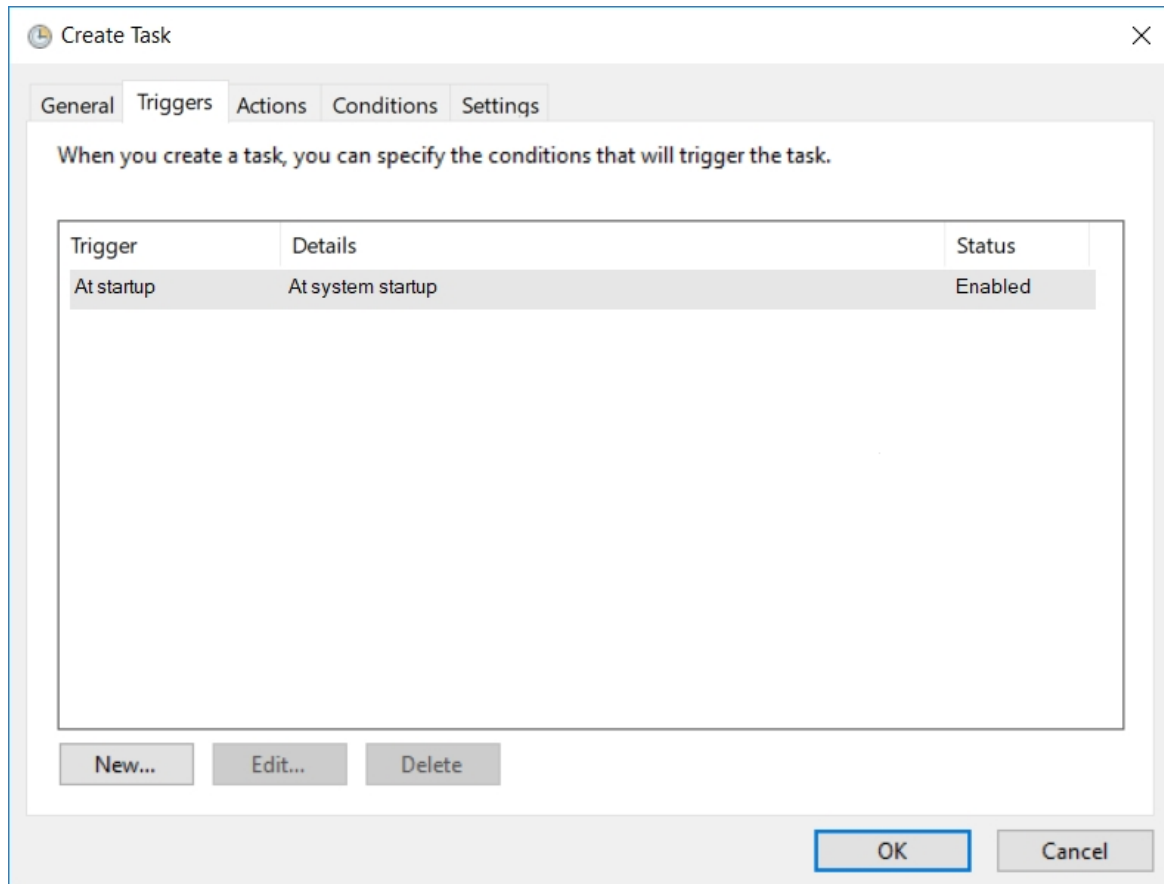 Create Task
General Triggers Actions Conditions Settings
When you create a task, you can specify the conditions that will trigger the task.
Trigger Details Status
At startup At system startup Enabled
New... Edit... Delete
OK Cancel